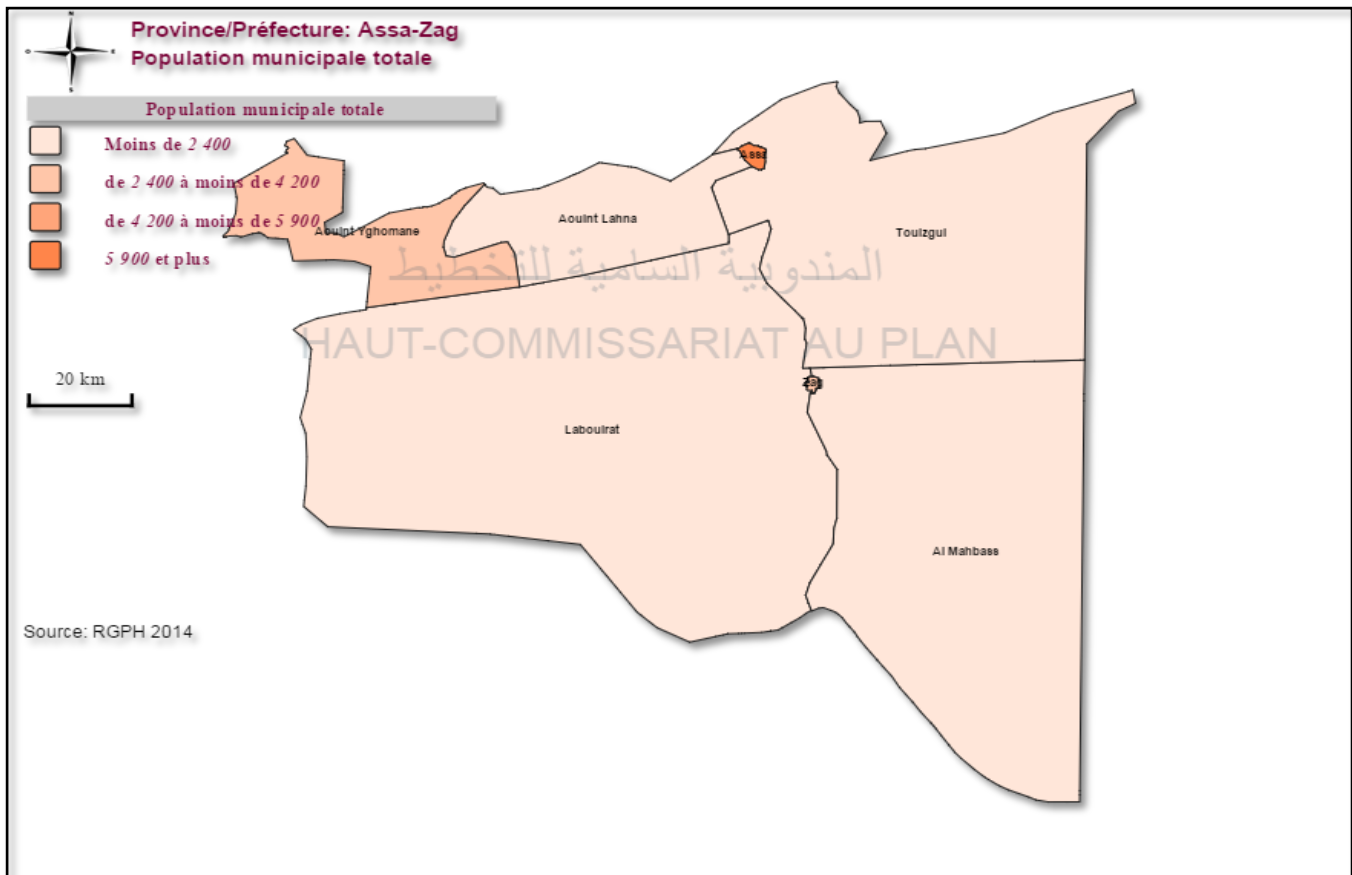 N
O
E
S
Province/Préfecture: Assa-Zag
Population municipale totale
Population municipale totale
Moins de 2 400
de 2 400 à moins de 4 200
de 4 200 à moins de 5 900
5 900 et plus
20 km
Assa
Aouint Lahna
Aouint Yghomane
Touizgui
المندوبية السامية للتخطيط
HAUT-COMMISSARIAT AU PLAN
Zag
Labouirat
Al Mahbass
Source: RGPH 2014